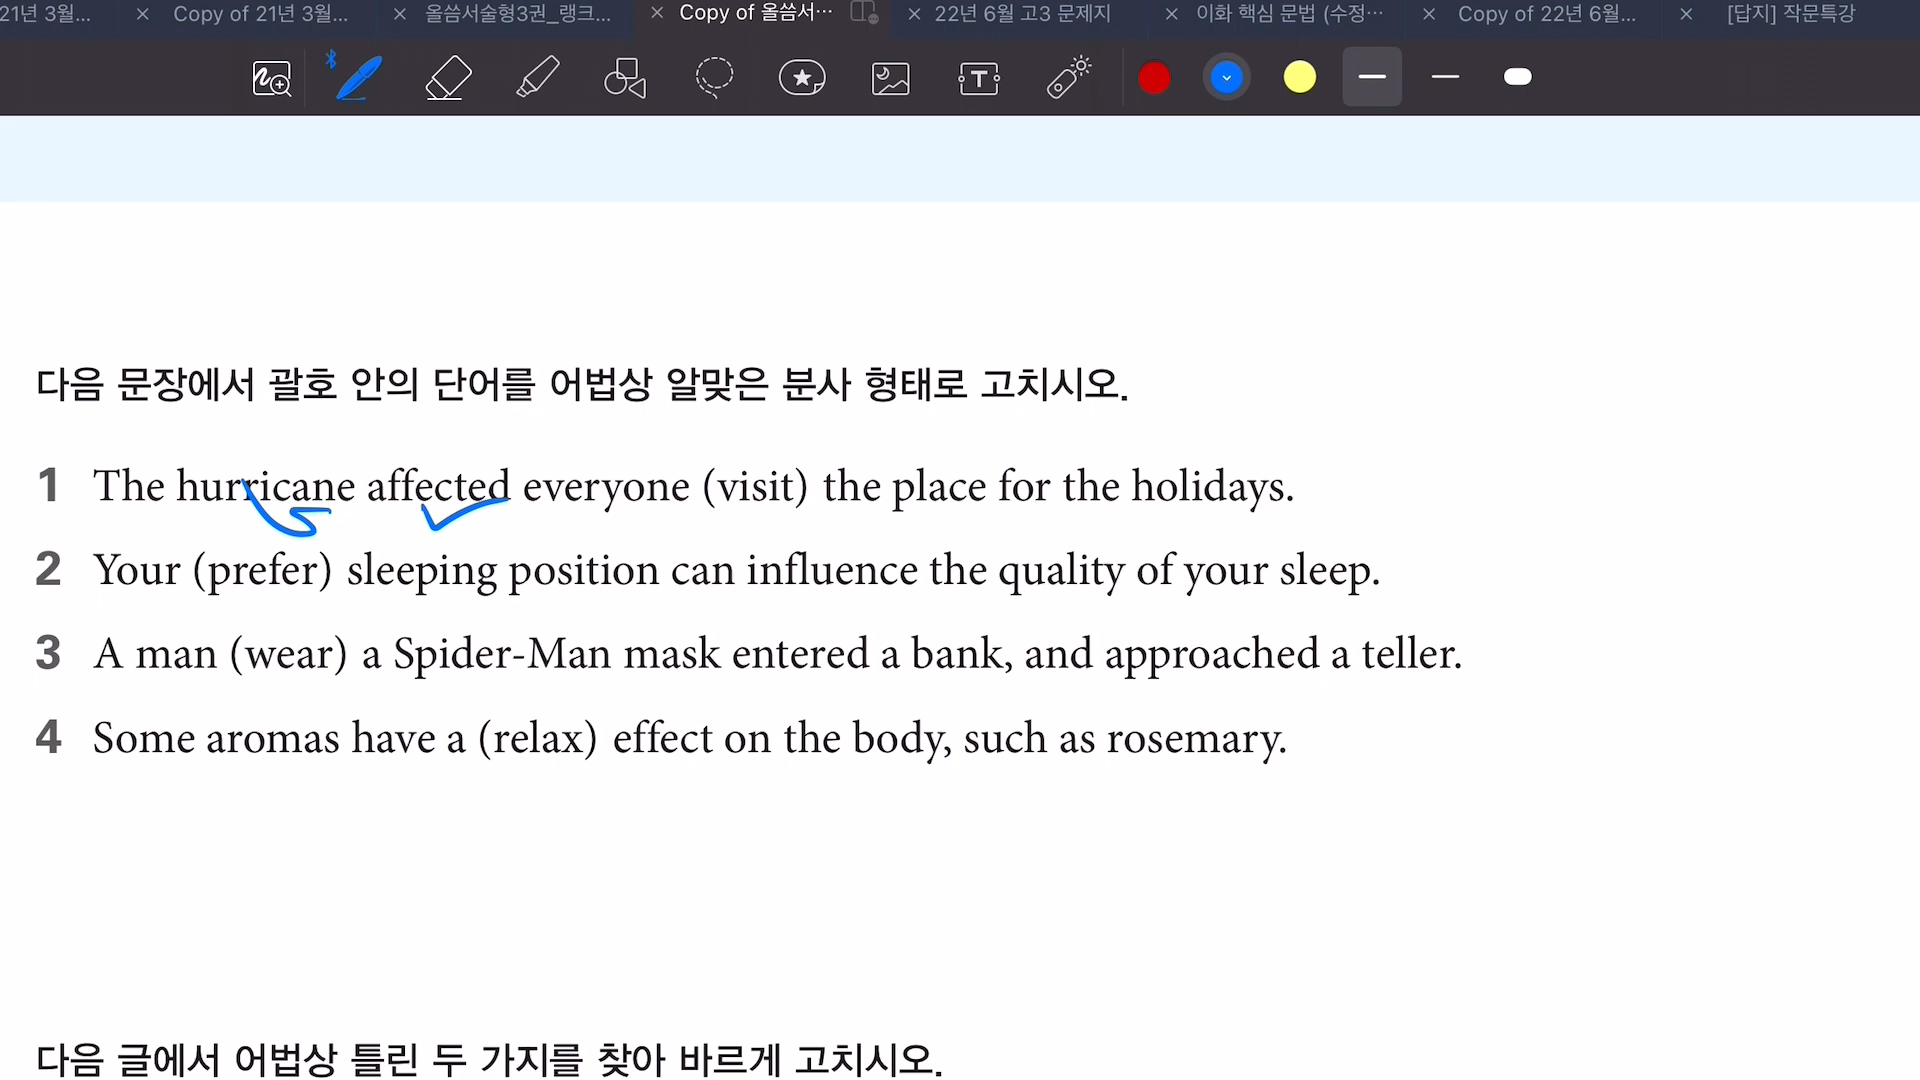 21년 3월...
Copy of 21년 3월...
올씀서술형3권_랭크...
Copy of 올씀서...
22년 6월 고3 문제지
이화 핵심 문법 (수정...
Copy of 22년 6월...
[답지] 작문특강
다음 문장에서 괄호 안의 단어를 어법상 알맞은 분사 형태로 고치시오.
1 The hurricane affected everyone (visit) the place for the holidays.
2 Your (prefer) sleeping position can influence the quality of your sleep.
3 A man (wear) a Spider-Man mask entered a bank, and approached a teller.
4 Some aromas have a (relax) effect on the body, such as rosemary.
다음 글에서 어법상 틀린 두 가지를 찾아 바르게 고치시오.